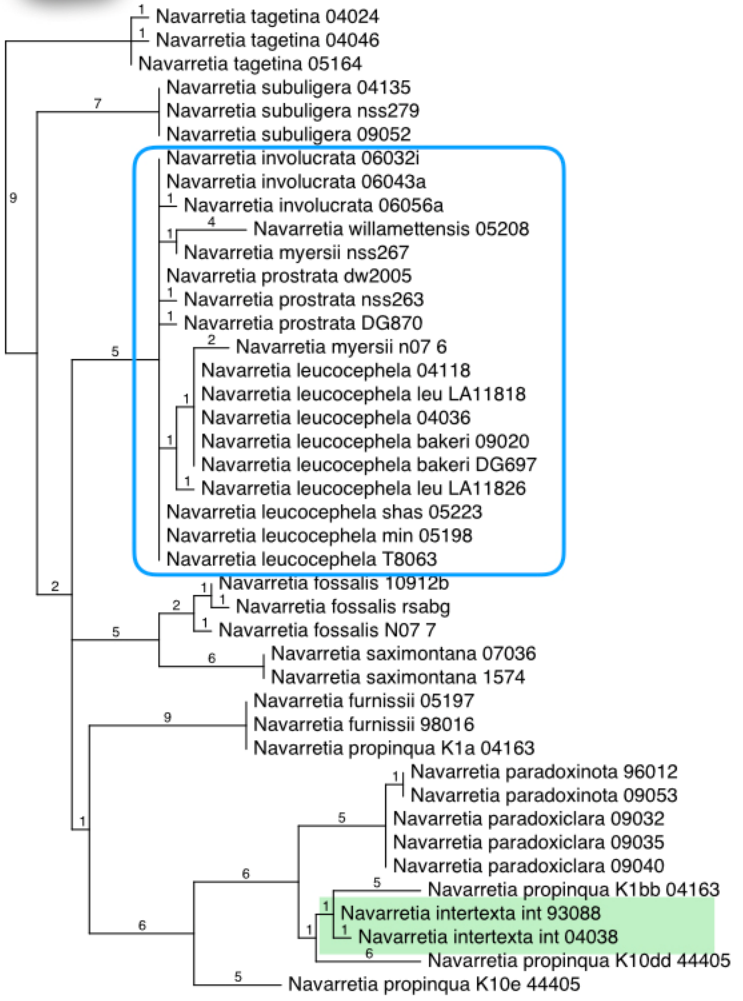 1
Navarretia tagetina 04024
1
Navarretia tagetina 04046
Navarretia tagetina 05164
Navarretia subuligera 04135
7
Navarretia subuligera nss279
Navarretia subuligera 09052
Navarretia involucrata 06032i
Navarretia involucrata 06043a
9
1
Navarretia involucrata 06056a
4
Navarretia willamettensis 05208
1
Navarretia myersii nss267
Navarretia prostrata dw2005
1
Navarretia prostrata nss263
1
Navarretia prostrata DG870
2
Navarretia myersii n07 6
5
Navarretia leucocephela 04118
Navarretia leucocephela leu LA11818
1
Navarretia leucocephela 04036
1
Navarretia leucocephela bakeri 09020
Navarretia leucocephela bakeri DG697
1
Navarretia leucocephela leu LA11826
Navarretia leucocephela shas 05223
Navarretia leucocephela min 05198
Navarretia leucocephela T8063
2
1
Navarretia fossalis 10912b
2
1
Navarretia fossalis rsabg
1
Navarretia fossalis N07 7
5
Navarretia saximontana 07036
6
Navarretia saximontana 1574
Navarretia furnissii 05197
9
Navarretia furnissii 98016
Navarretia propinqua K1a 04163
1
Navarretia paradoxinota 96012
Navarretia paradoxinota 09053
5
Navarretia paradoxiclara 09032
1
Navarretia paradoxiclara 09035
Navarretia paradoxiclara 09040
6
5
Navarretia propinqua K1bb 04163
1
Navarretia intertexta int 93088
6
1
1
Navarretia intertexta int 04038
6
Navarretia propinqua K10dd 44405
5
Navarretia propinqua K10e 44405